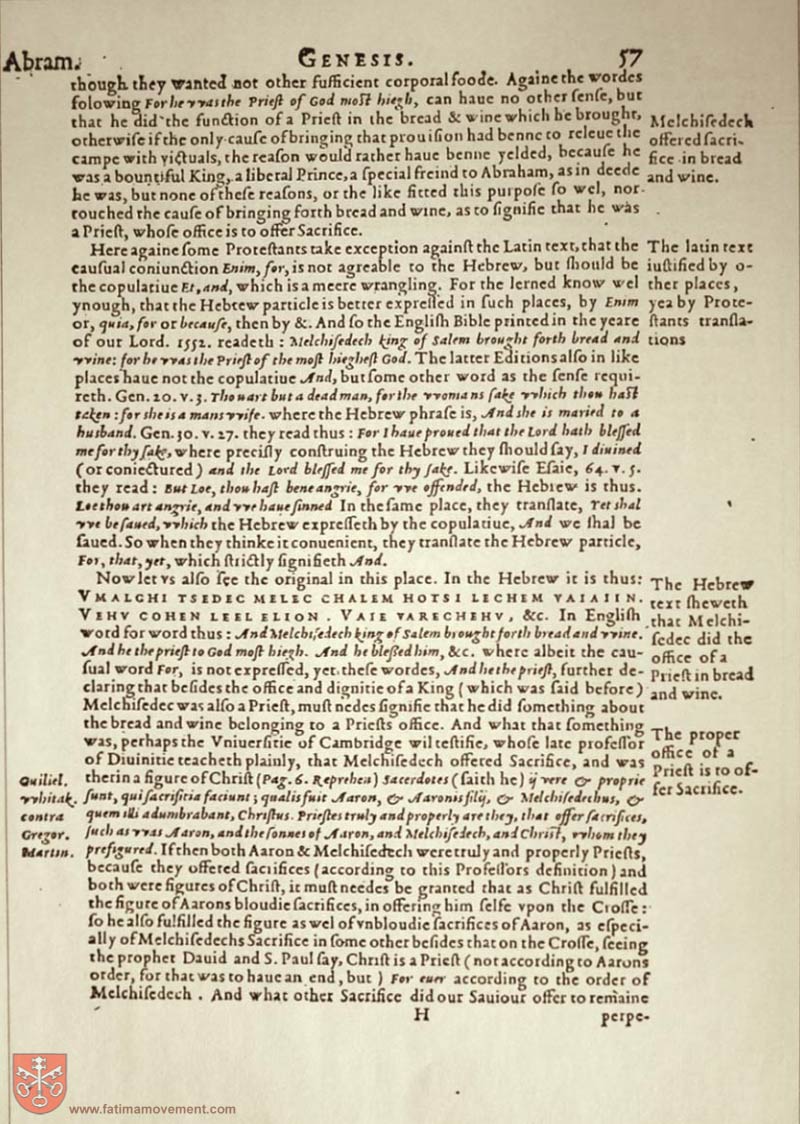 Abram. GENESIS. 57
though they wanted not other ſufficient corporal foode. Againe the wordes
folowing For he vvas the Prieſt of God moſt hiegh, can haue no other ſenſe, but
that he did the function of a Prieſt in the bread & wine which he brought,
otherwiſe if the only cauſe of bringing that prouiſion had benne to releue the
campe with victuals, the reaſon would rather haue benne yelded, becauſe he
was a bountiful King, a liberal Prince, a ſpecial freind to Abraham, as in deede
he was, but none of theſe reaſons, or the like fitted this purpoſe ſo wel, nor
touched the cauſe of bringing forth bread and wine, as to ſignifie that he was
a Prieſt, whoſe office is to offer Sacrifice.
Melchiſedech
offered ſacri-
fice in bread
and wine.
Here againe ſome Proteſtants take exception againſt the Latin text, that the
cauſual coniunction Enim, for, is not agreable to the Hebrew, but ſhould be
the copulatiue Et, and, which is a meere wrangling. For the lerned know wel
ynough, that the Hebrew particle is better expreſſed in ſuch places, by Enim
or, quia, for or becauſe, then by &. And ſo the Engliſh Bible printed in the yeare
of our Lord. 1552. readeth : Melchiſedech king of Salem brought forth bread and
vvine: for he vvas the Prieſt of the moſt hiegheſt God. The latter Editions alſo in like
places haue not the copulatiue And, but ſome other word as the ſenſe requi-
reth. Gen. 20. v. 3. Thou art but a dead man, for the vvomans ſake vvhich thou haſt
taken : for ſhe is a mans vvife. where the Hebrew phraſe is, And ſhe is maried to a
husband. Gen. 30. v. 27. they read thus : For I haue proued that the Lord hath bleſſed
me for thy ſake, where preciſly conſtruing the Hebrew they ſhould ſay, I diuined
(or coniectured) and the Lord bleſſed me for thy ſake. Likewiſe Eſaie, 64. v. 5.
they read : But Loe, thou haſt bene angrie, for vve offended, the Hebrew is thus.
Loe thou art angrie, and vve haue ſinned In the ſame place, they tranſlate, Yet shal
vve be ſaued, vvhich the Hebrew expreſſeth by the copulatiue, And we ſhal be
ſaued. So when they thinke it conuenient, they tranſlate the Hebrew particle,
For, that, yet, which ſtrictly ſignifieth And.
The latin text
iuſtified by o-
ther places,
yea by Prote-
ſtants tranſla-
tions
Now let vs alſo ſee the original in this place. In the Hebrew it is thus:
VMALCHI TSEDEC MELEC CHALEM HOTSI LECHEM VAIAIIN.
VEHV COHEN LEEL ELION. VAIE VARECHEHV, &c. In Engliſh
word for word thus : And Melchiſedech king of Salem brought forth bread and vvine.
And he the prieſt to God moſt hiegh. And he bleßed him, &c. where albeit the cau-
ſual word For, is not expreſſed, yet theſe wordes, And he the prieſt, further de-
claring that beſides the office and dignitie of a King (which was ſaid before)
Melchiſedec was alſo a Prieſt, muſt nedes ſignifie that he did ſomething about
the bread and wine belonging to a Prieſts office. And what that ſomething
was, perhaps the Vniuerſitie of Cambridge wil teſtifie, whoſe late profeſſor
of Diuinitie teacheth plainly, that Melchiſedech offered Sacrifice, and was
therin a figure of Chriſt (Pag. 6. Reprehen) Sacerdotes (ſaith he) ij vere & proprie
ſunt, qui ſacrificia faciunt; qualis fuit Aaron, & Aaronis filij, & Melchiſedechus, &
quem illi adumbrabant, Chriſtus. Prieſtes truly and properly are they, that offer ſacrifices,
ſuch as vvas Aaron, and the ſonnes of Aaron, and Melchiſedech, and Chriſt, vvhom they
prefigured. If then both Aaron & Melchiſedech were truly and properly Prieſts,
becauſe they offered ſacrifices (according to this Profeſſors definition) and
both were figures of Chriſt, it muſt needes be granted that as Chriſt fulfilled
the figure of Aarons bloudie ſacrifices, in offering him ſelfe vpon the Croſſe :
ſo he alſo fulfilled the figure as wel of vnbloudie ſacrifices of Aaron, as eſpeci-
ally of Melchiſedechs Sacrifice in ſome other beſides that on the Croſſe, ſeeing
the prophet Dauid and S. Paul ſay, Chriſt is a Prieſt (not according to Aarons
order, for that was to haue an end, but) For euer according to the order of
Melchiſedech . And what other Sacrifice did our Sauiour offer to remaine
The Hebrew
text ſheweth
that Melchi-
ſedec did the
office of a
Prieſt in bread
and wine.
The proper
office of a
Prieſt is to of-
fer Sacrifice.
Guiliel.
vvhitak.
contra
Gregor.
Martin.
H perpe-
www.fatimamovement.com